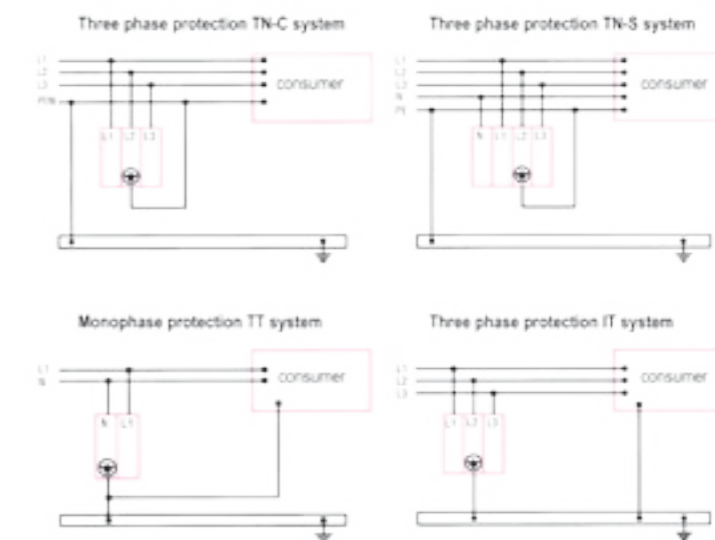 Three phase protection TN-C system
L1
L2
L3
PEN
consumer
L1 L2 L3
Three phase protection TN-S system
L1
L2
L3
N
PE
consumer
N L1 L2 L3
Monophase protection TT system
L1
N
consumer
N L1
Three phase protection IT system
L1
L2
L3
consumer
L1 L2 L3